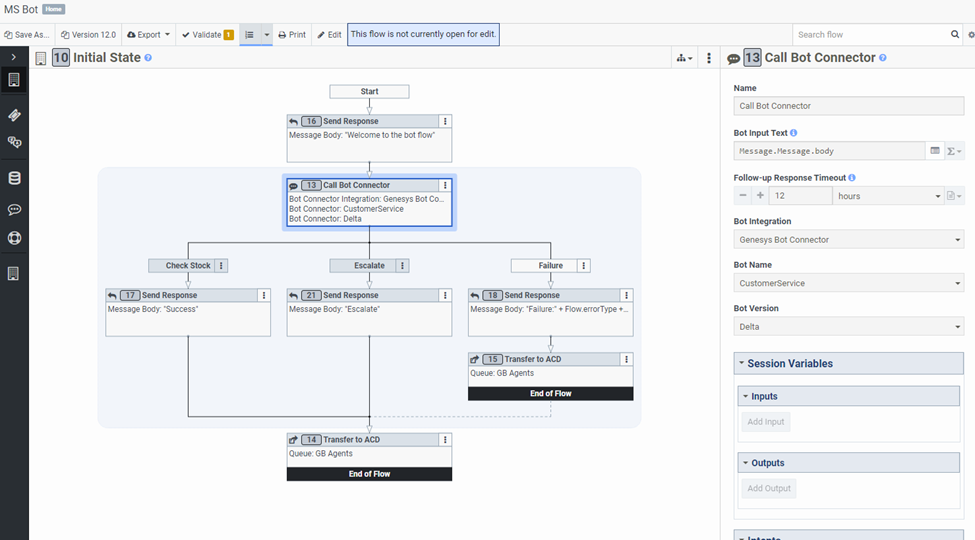 MS Bot Home
Save As... Version 12.0 Export Validate 1 Print Edit This flow is not currently open for edit. Search flow
10 Initial State
Start
16 Send Response
Message Body: "Welcome to the bot flow"
13 Call Bot Connector
Bot Connector Integration: Genesys Bot Co...
Bot Connector: CustomerService
Bot Connector: Delta
Check Stock Escalate Failure
17 Send Response
Message Body: "Success"
21 Send Response
Message Body: "Escalate"
18 Send Response
Message Body: "Failure:" + Flow.errorType +...
15 Transfer to ACD
Queue: GB Agents
End of Flow
14 Transfer to ACD
Queue: GB Agents
End of Flow
13 Call Bot Connector
Name
Call Bot Connector
Bot Input Text
Message.Message.body
Follow-up Response Timeout
12 hours
Bot Integration
Genesys Bot Connector
Bot Name
CustomerService
Bot Version
Delta
Session Variables
Inputs
Add Input
Outputs
Add Output